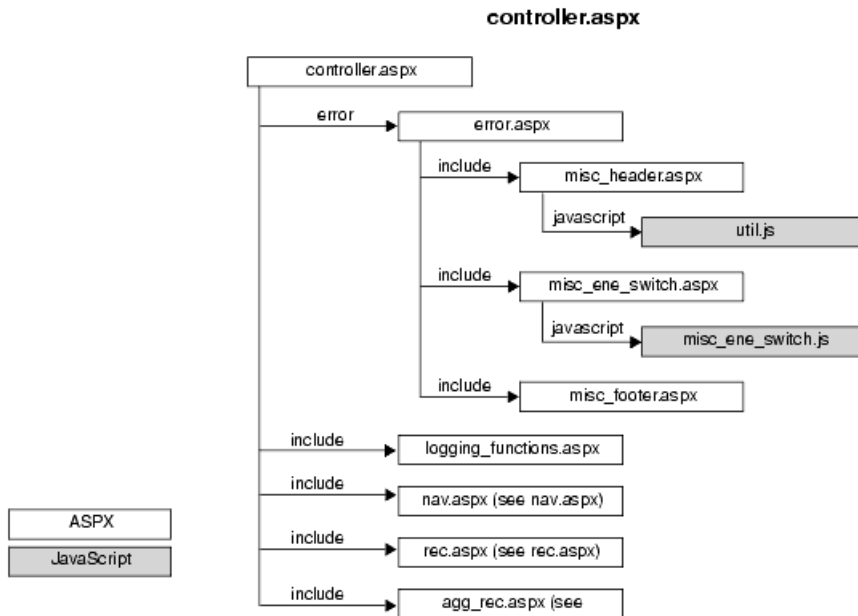 controller.aspx
controller.aspx
error
error.aspx
include
misc_header.aspx
javascript
util.js
include
misc_ene_switch.aspx
javascript
misc_ene_switch.js
include
misc_footer.aspx
include
logging_functions.aspx
include
nav.aspx (see nav.aspx)
include
rec.aspx (see rec.aspx)
include
agg_rec.aspx (see
ASPX
JavaScript